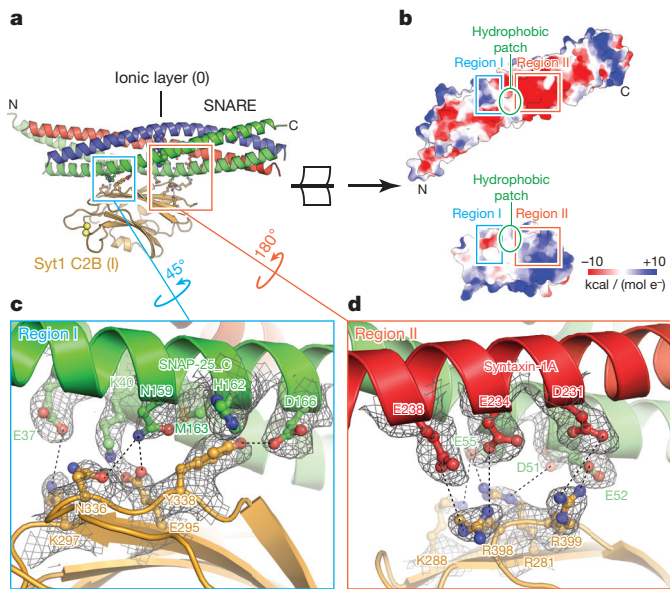 a
Ionic layer (0)
SNARE
N
C
Syt1 C2B (I)
45°
180°
b
Hydrophobic
patch
Region I
Region II
C
N
Hydrophobic
patch
Region I
Region II
−10
+10
kcal / (mol e⁻)
c
Region I
SNAP-25_C
K40
N159
H162
D166
M163
E37
Y338
N336
E295
K297
d
Region II
Syntaxin-1A
D231
E234
E238
E55
D51
E52
K288
R398
R399
R281